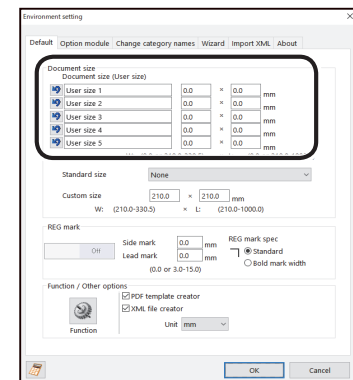 Environment setting
Default Option module Change category names Wizard Import XML About
Document size
Document size (User size)
User size 1 0.0 × 0.0 mm
User size 2 0.0 × 0.0 mm
User size 3 0.0 × 0.0 mm
User size 4 0.0 × 0.0 mm
User size 5 0.0 × 0.0 mm
Standard size None
Custom size 210.0 × 210.0 mm
W: (210.0-330.5) × L: (210.0-1000.0)
REG mark
Off
Side mark 0.0 mm
Lead mark 0.0 mm
(0.0 or 3.0-15.0)
REG mark spec
Standard
Bold mark width
Function / Other options
Function
PDF template creator
XML file creator
Unit mm
OK Cancel